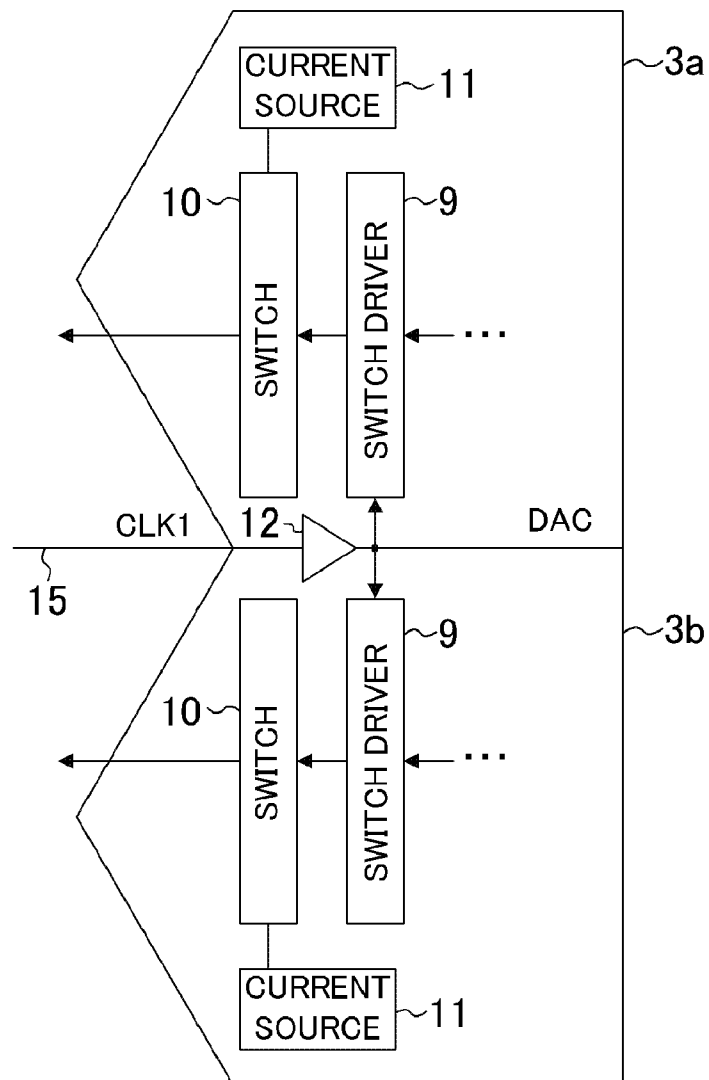 CURRENT
SOURCE
11
3a
10
9
SWITCH
SWITCH DRIVER
...
CLK1
12
DAC
15
9
3b
10
SWITCH
SWITCH DRIVER
...
CURRENT
SOURCE
11